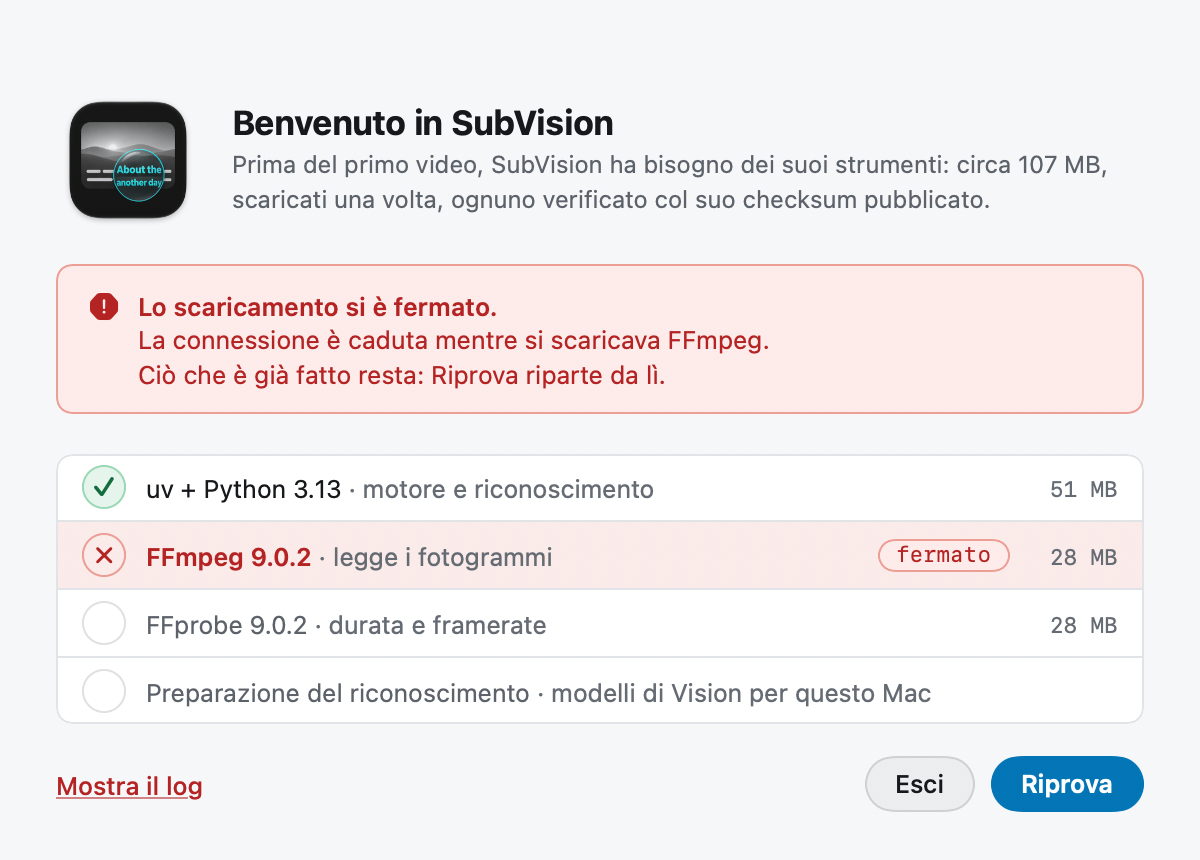 About the
another day
Benvenuto in SubVision
Prima del primo video, SubVision ha bisogno dei suoi strumenti: circa 107 MB,
scaricati una volta, ognuno verificato col suo checksum pubblicato.
Lo scaricamento si è fermato.
La connessione è caduta mentre si scaricava FFmpeg.
Ciò che è già fatto resta: Riprova riparte da lì.
uv + Python 3.13 · motore e riconoscimento 51 MB
FFmpeg 9.0.2 · legge i fotogrammi fermato 28 MB
FFprobe 9.0.2 · durata e framerate 28 MB
Preparazione del riconoscimento · modelli di Vision per questo Mac
Mostra il log Esci Riprova